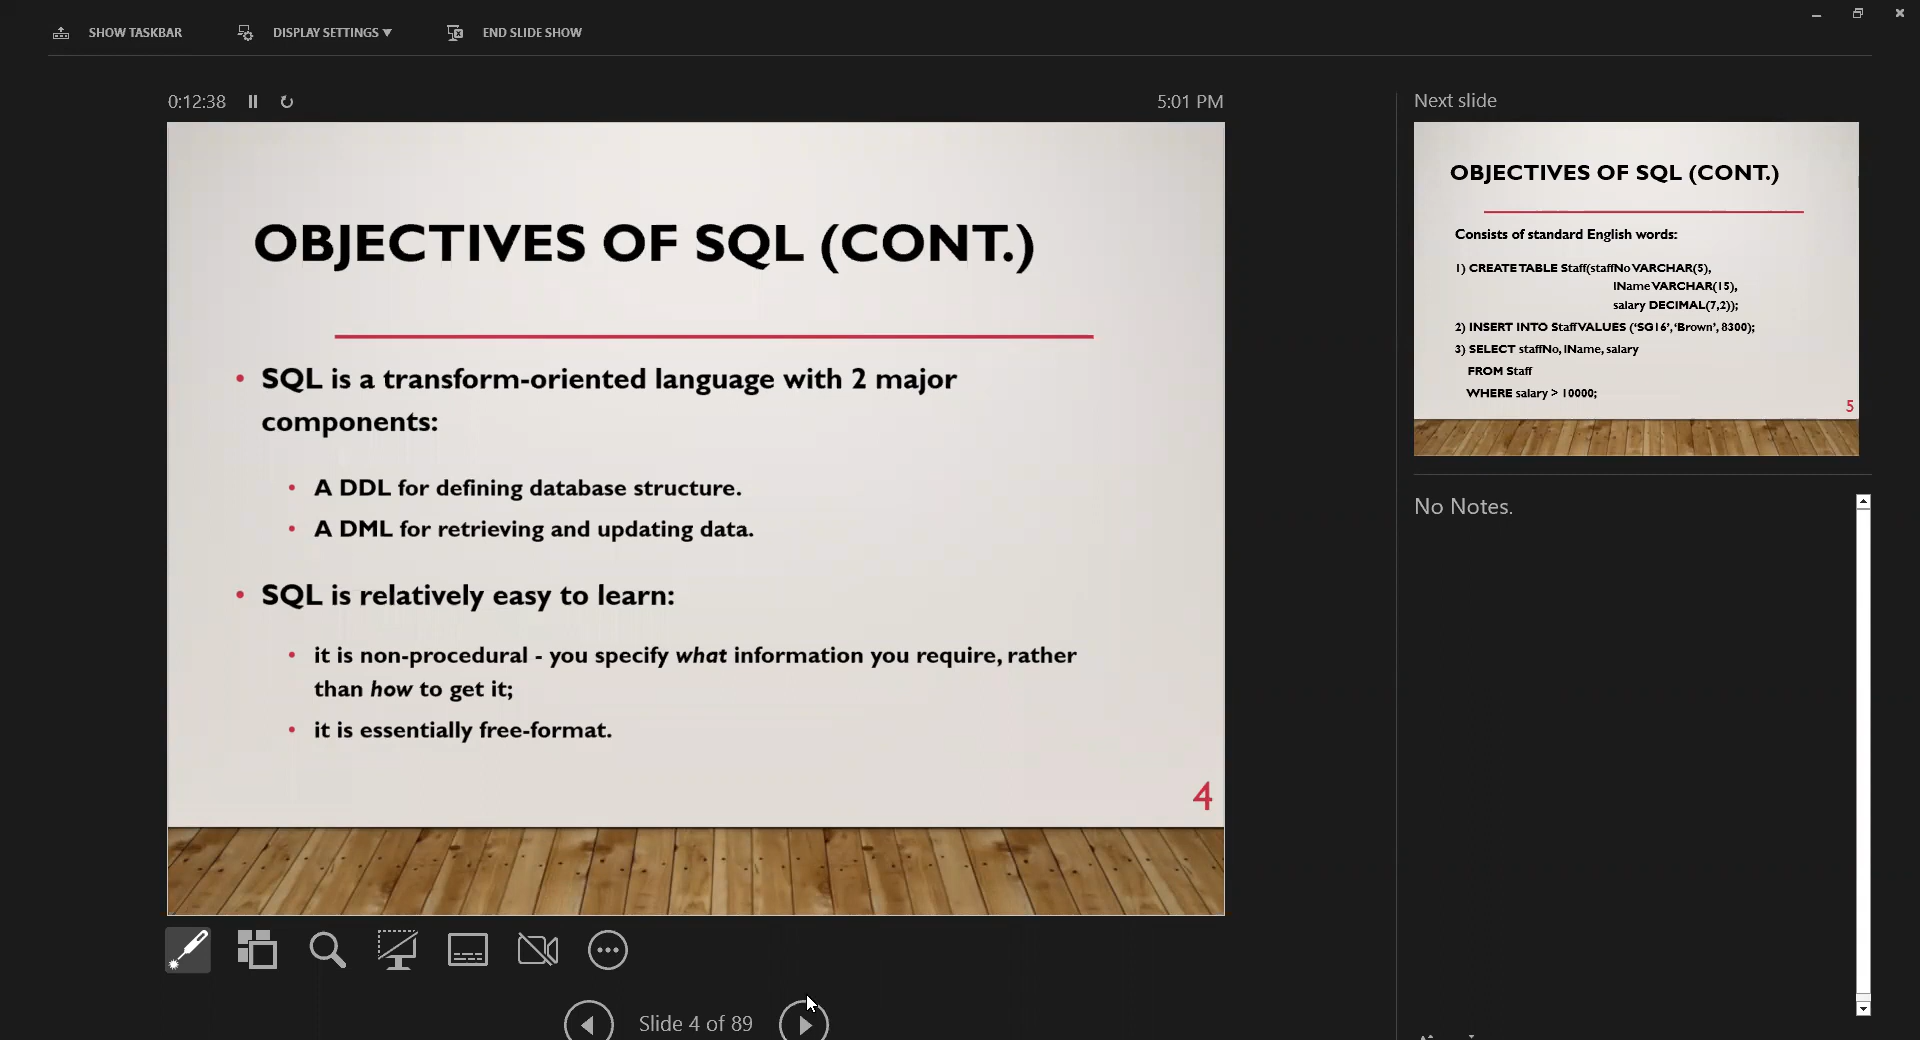 SHOW TASKBAR
DISPLAY SETTINGS ▼
END SLIDE SHOW
0:12:38
5:01 PM
OBJECTIVES OF SQL (CONT.)
• SQL is a transform-oriented language with 2 major
components:
• A DDL for defining database structure.
• A DML for retrieving and updating data.
• SQL is relatively easy to learn:
• it is non-procedural - you specify what information you require, rather
than how to get it;
• it is essentially free-format.
4
Slide 4 of 89
Next slide
OBJECTIVES OF SQL (CONT.)
Consists of standard English words:
1) CREATE TABLE Staff(staffNo VARCHAR(5),
lName VARCHAR(15),
salary DECIMAL(7,2));
2) INSERT INTO Staff VALUES (‘SG16’, ‘Brown’, 8300);
3) SELECT staffNo, lName, salary
FROM Staff
WHERE salary > 10000;
5
No Notes.